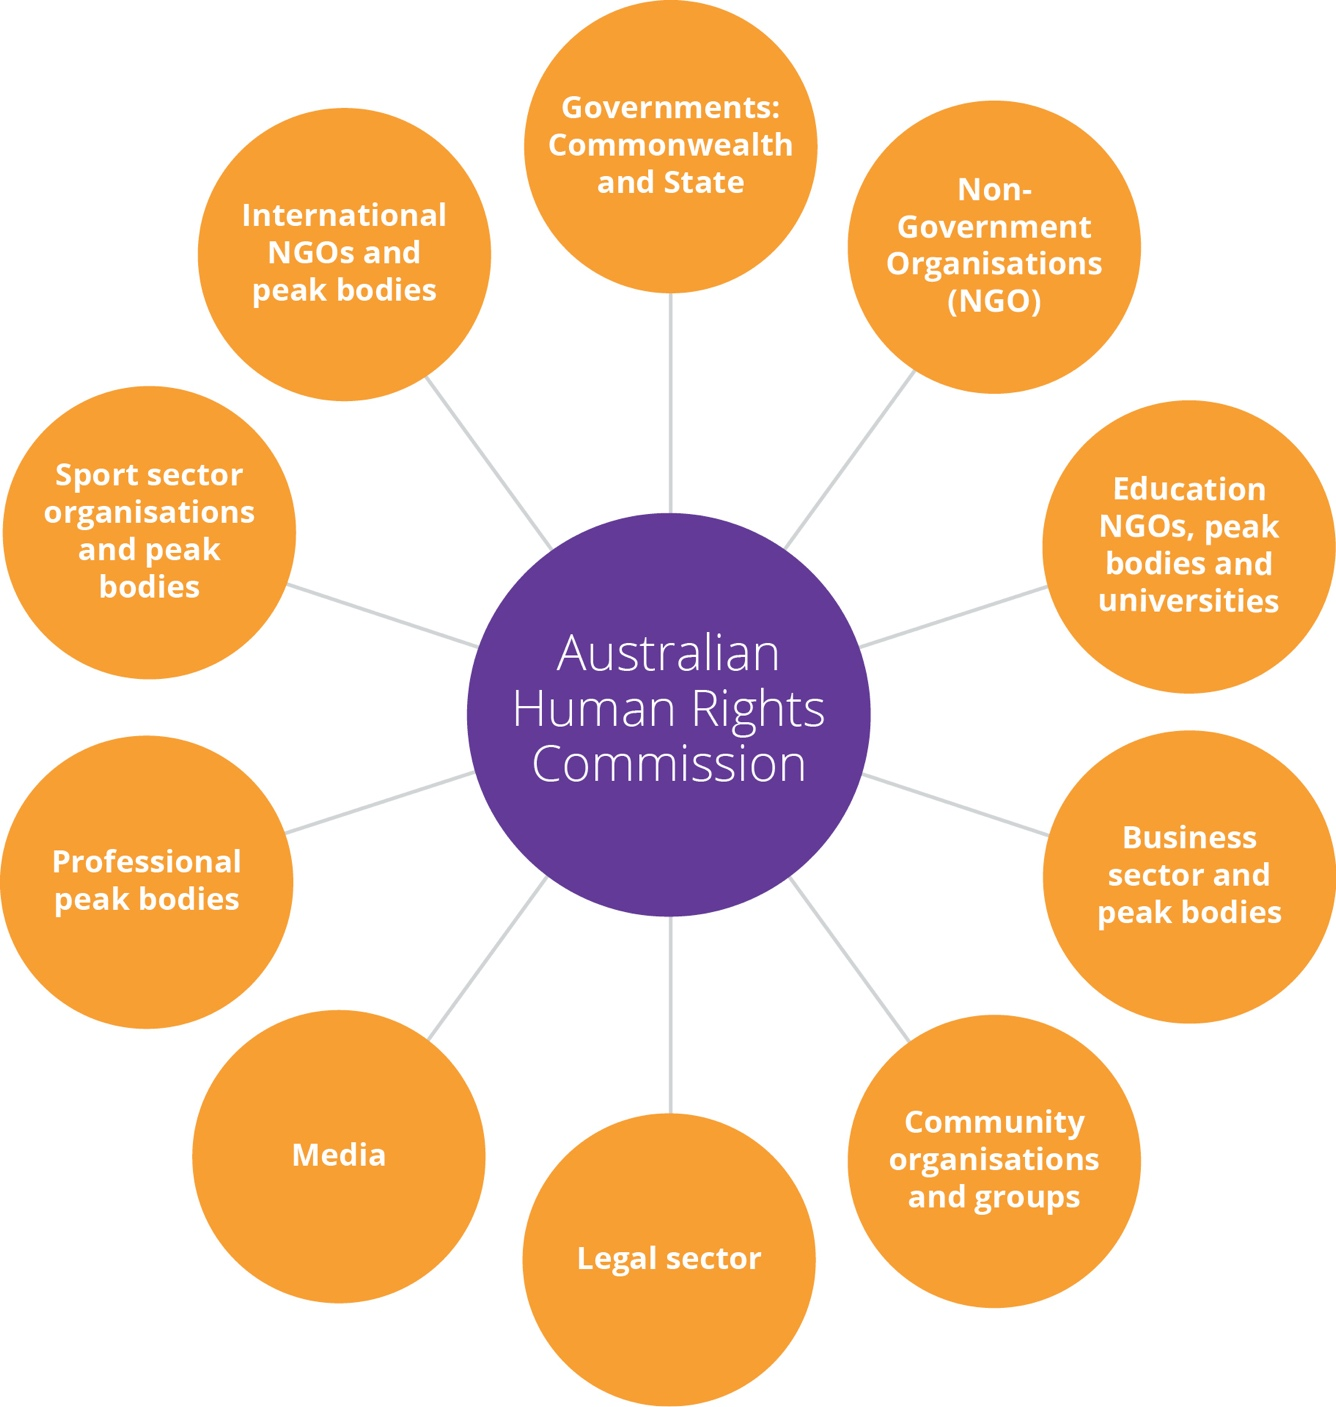 Governments:
Commonwealth
and State
Non-
Government
Organisations
(NGO)
Education
NGOs, peak
bodies and
universities
Business
sector and
peak bodies
Community
organisations
and groups
Legal sector
Media
Professional
peak bodies
Sport sector
organisations
and peak
bodies
International
NGOs and
peak bodies
Australian
Human Rights
Commission